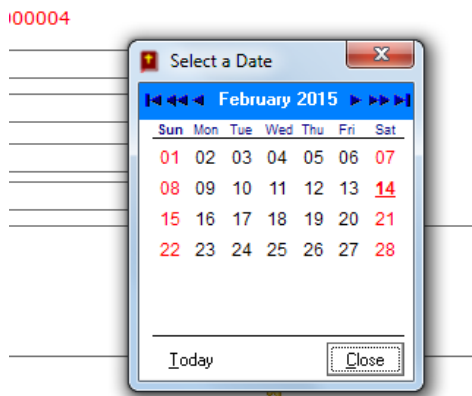 000004
Select a Date
February 2015
Sun Mon Tue Wed Thu Fri Sat
01 02 03 04 05 06 07
08 09 10 11 12 13 14
15 16 17 18 19 20 21
22 23 24 25 26 27 28
Today Close